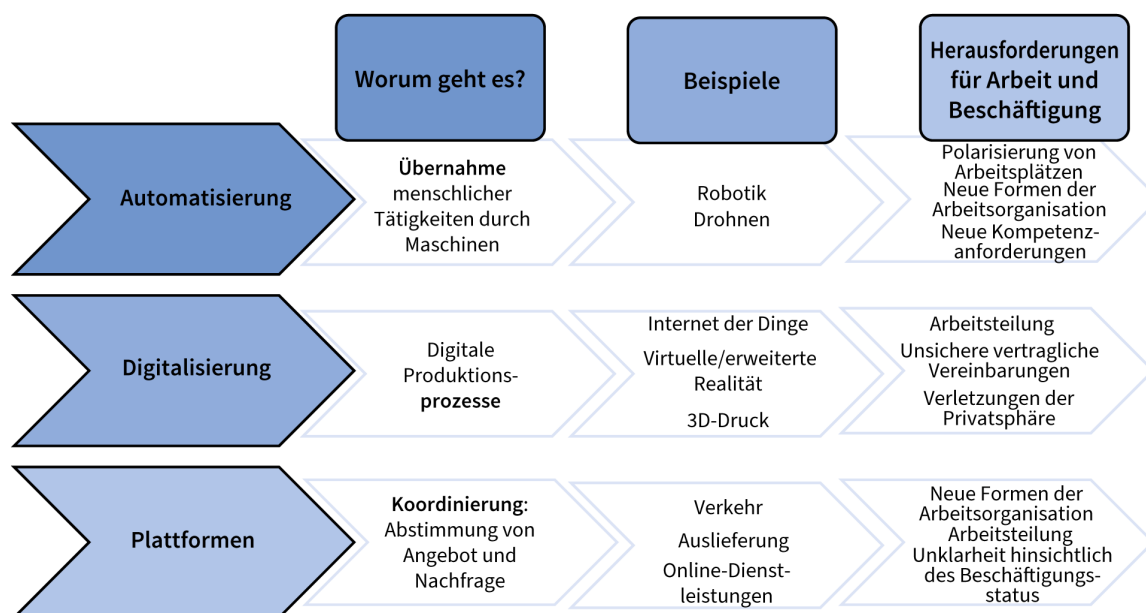 Worum geht es?
Beispiele
Herausforderungen
für Arbeit und
Beschäftigung
Automatisierung
Übernahme
menschlicher
Tätigkeiten durch
Maschinen
Robotik
Drohnen
Polarisierung von
Arbeitsplätzen
Neue Formen der
Arbeitsorganisation
Neue Kompetenz-
anforderungen
Digitalisierung
Digitale
Produktions-
prozesse
Internet der Dinge
Virtuelle/erweiterte
Realität
3D-Druck
Arbeitsteilung
Unsichere vertragliche
Vereinbarungen
Verletzungen der
Privatsphäre
Plattformen
Koordinierung:
Abstimmung von
Angebot und
Nachfrage
Verkehr
Auslieferung
Online-Dienst-
leistungen
Neue Formen der
Arbeitsorganisation
Arbeitsteilung
Unklarheit hinsichtlich
des Beschäftigungs-
status